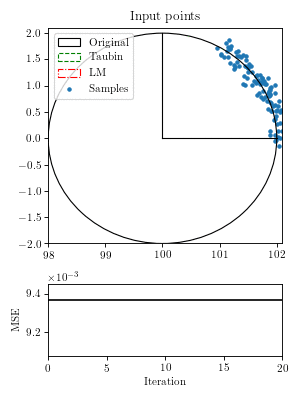 Input points
Original
Taubin
LM
Samples
2.0
1.5
1.0
0.5
0.0
−0.5
−1.0
−1.5
−2.0
98 99 100 101 102
×10⁻³
9.4
9.2
MSE
0 5 10 15 20
Iteration